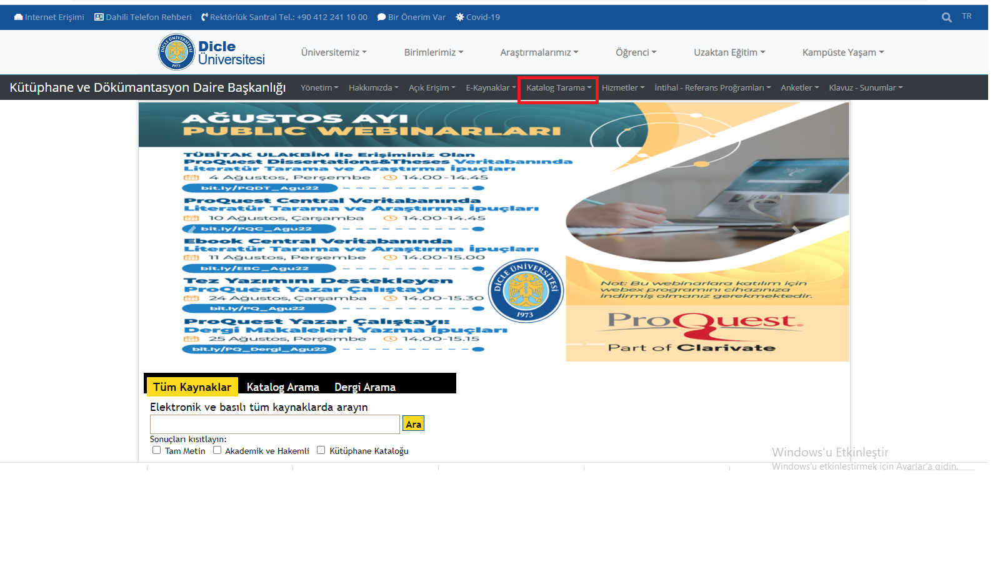 Internet Erişimi Dahili Telefon Rehberi Rektörlük Santral Tel.: +90 412 241 10 00 Bir Önerim Var Covid-19 TR
DİCLE ÜNİVERSİTESİ
1973
Dicle
Üniversitesi
Üniversitemiz Birimlerimiz Araştırmalarımız Öğrenci Uzaktan Eğitim Kampüste Yaşam
Kütüphane ve Dökümantasyon Daire Başkanlığı Yönetim Hakkımızda Açık Erişim E-Kaynaklar Katalog Tarama Hizmetler İntihal - Referans Proğramları Anketler Klavuz - Sunumlar
AĞUSTOS AYI
PUBLIC WEBINARLARI
TÜBİTAK ULAKBİM ile Erişiminiz Olan
ProQuest Dissertations&Theses Veritabanında
Literatür Tarama ve Araştırma İpuçları
4 Ağustos, Perşembe 14.00-14.45
bit.ly/PQDT_Agu22
ProQuest Central Veritabanında
Literatür Tarama ve Araştırma İpuçları
10 Ağustos, Çarşamba 14.00-14.45
bit.ly/PQC_Agu22
Ebook Central Veritabanında
Literatür Tarama ve Araştırma İpuçları
11 Ağustos, Perşembe 14.00-15.00
bit.ly/EBC_Agu22
Tez Yazımını Destekleyen
ProQuest Yazar Çalıştayı
24 Ağustos, Çarşamba 14.00-15.30
bit.ly/PQ_Agu22
ProQuest Yazar Çalıştayı:
Dergi Makaleleri Yazma İpuçları
25 Ağustos, Perşembe 14.00-15.15
bit.ly/PQ_Dergi_Agu22
DİCLE ÜNİVERSİTESİ
1973
Not: Bu webinarlara katılım için
webex programını cihazınıza
indirmiş olmanız gerekmektedir.
ProQuest
Part of Clarivate
Tüm Kaynaklar Katalog Arama Dergi Arama
Elektronik ve basılı tüm kaynaklarda arayın
Ara
Sonuçları kısıtlayın:
Tam Metin Akademik ve Hakemli Kütüphane Kataloğu
Windows'u Etkinleştir
Windows'u etkinleştirmek için Ayarlar'a gidin.